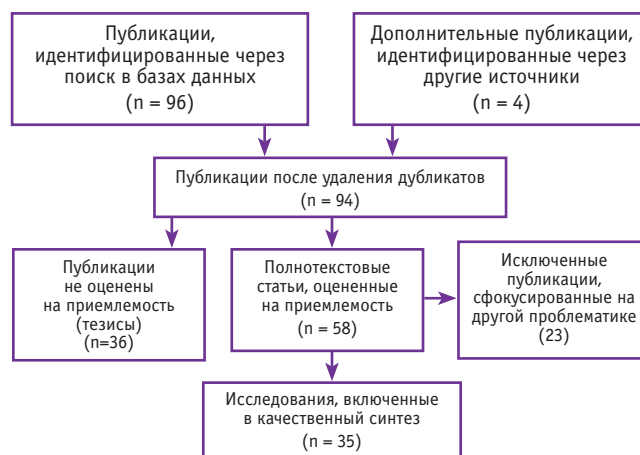 Публикации,
идентифицированные через
поиск в базах данных
(n = 96)
Дополнительные публикации,
идентифицированные через
другие источники
(n = 4)
Публикации после удаления дубликатов
(n = 94)
Публикации
не оценены
на приемлемость
(тезисы)
(n=36)
Полнотекстовые
статьи, оцененные
на приемлемость
(n = 58)
Исключенные
публикации,
сфокусированные на
другой проблематике
(23)
Исследования, включенные
в качественный синтез
(n = 35)